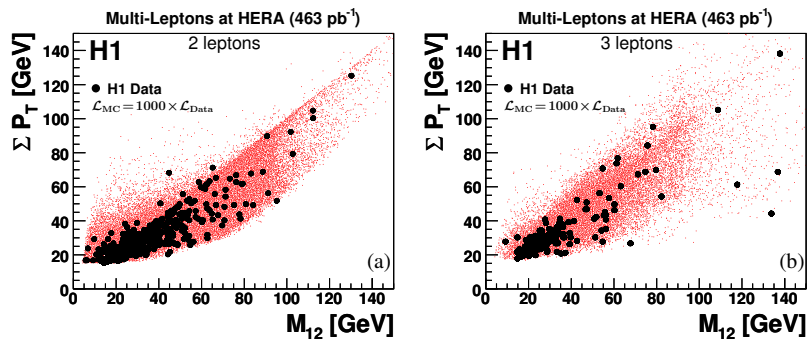 Multi-Leptons at HERA (463 pb⁻¹)
Σ P_T [GeV]
140
120
100
80
60
40
20
0
H1
2 leptons
H1 Data
ℒ_MC = 1000 × ℒ_Data
(a)
0 20 40 60 80 100 120 140
M_12 [GeV]
Multi-Leptons at HERA (463 pb⁻¹)
Σ P_T [GeV]
140
120
100
80
60
40
20
0
H1
3 leptons
H1 Data
ℒ_MC = 1000 × ℒ_Data
(b)
0 20 40 60 80 100 120 140
M_12 [GeV]